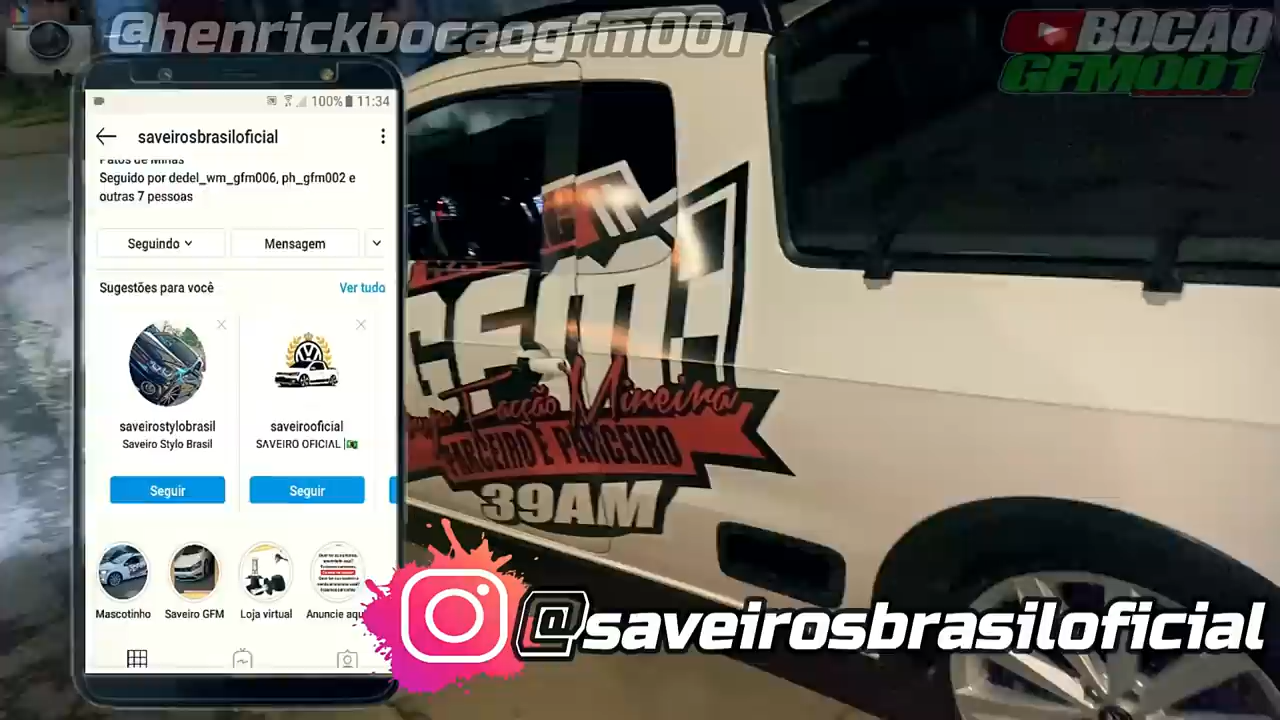 @henrickbocaogfm001
BOCÃO
GFM001
100% 11:34
saveirosbrasiloficial
Patos de Minas
Seguido por dedel_wm_gfm006, ph_gfm002 e
outras 7 pessoas
Seguindo
Mensagem
Sugestões para você
Ver tudo
saveirostylobrasil
Saveiro Stylo Brasil
Seguir
saveirooficial
SAVEIRO OFICIAL
Seguir
Mascotinho
Saveiro GFM
Loja virtual
Anuncie aqu
Facção Mineira
PARCEIRO É PARCEIRO
39AM
@saveirosbrasiloficial